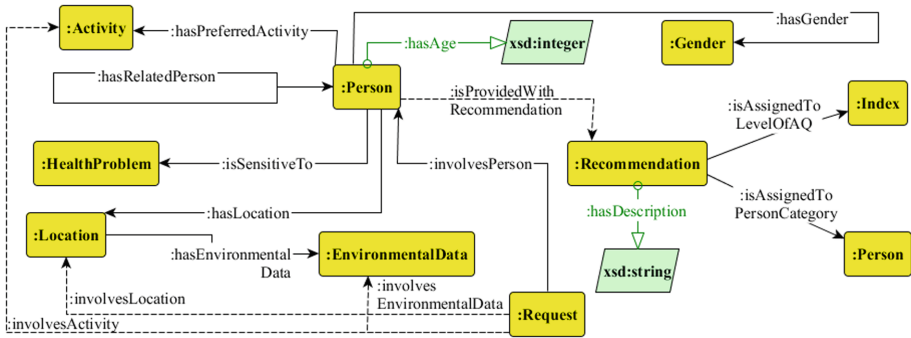 :Activity
:hasPreferredActivity
:hasAge
xsd:integer
:hasGender
:Gender
:hasRelatedPerson
:Person
:isProvidedWith
Recommendation
:isAssignedTo
LevelOfAQ
:Index
:HealthProblem
:isSensitiveTo
:involvesPerson
:Recommendation
:isAssignedTo
PersonCategory
:hasLocation
:hasDescription
:Location
:hasEnvironmental
Data
:EnvironmentalData
:Person
xsd:string
:involvesLocation
:involves
EnvironmentalData
:involvesActivity
:Request